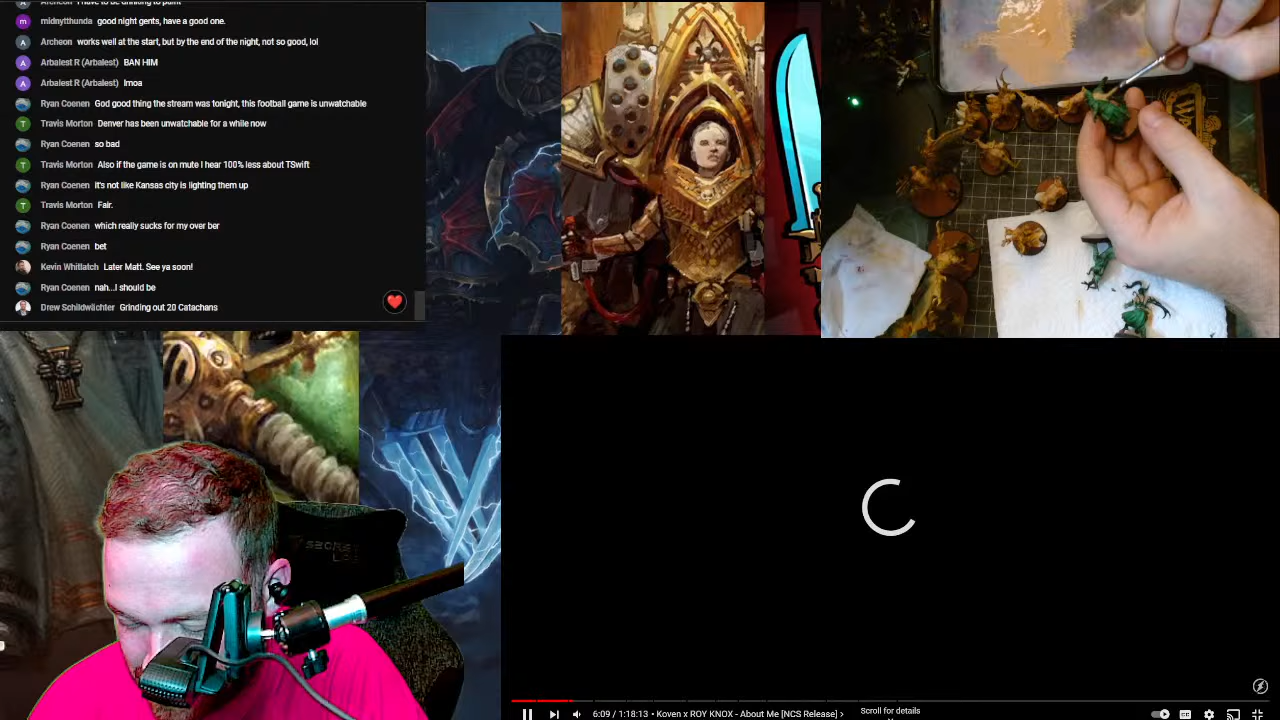 midnytthunda good night gents, have a good one.
Archeon works well at the start, but by the end of the night, not so good, lol
Arbalest R (Arbalest) BAN HIM
Arbalest R (Arbalest) lmoa
Ryan Coenen God good thing the stream was tonight, this football game is unwatchable
Travis Morton Denver has been unwatchable for a while now
Ryan Coenen so bad
Travis Morton Also if the game is on mute I hear 100% less about TSwift
Ryan Coenen it's not like Kansas city is lighting them up
Travis Morton Fair.
Ryan Coenen which really sucks for my over ber
Ryan Coenen bet
Kevin Whitlatch Later Matt. See ya soon!
Ryan Coenen nah...I should be
Drew Schildwächter Grinding out 20 Catachans
6:09 / 1:18:13 • Koven x ROY KNOX - About Me [NCS Release] >
Scroll for details